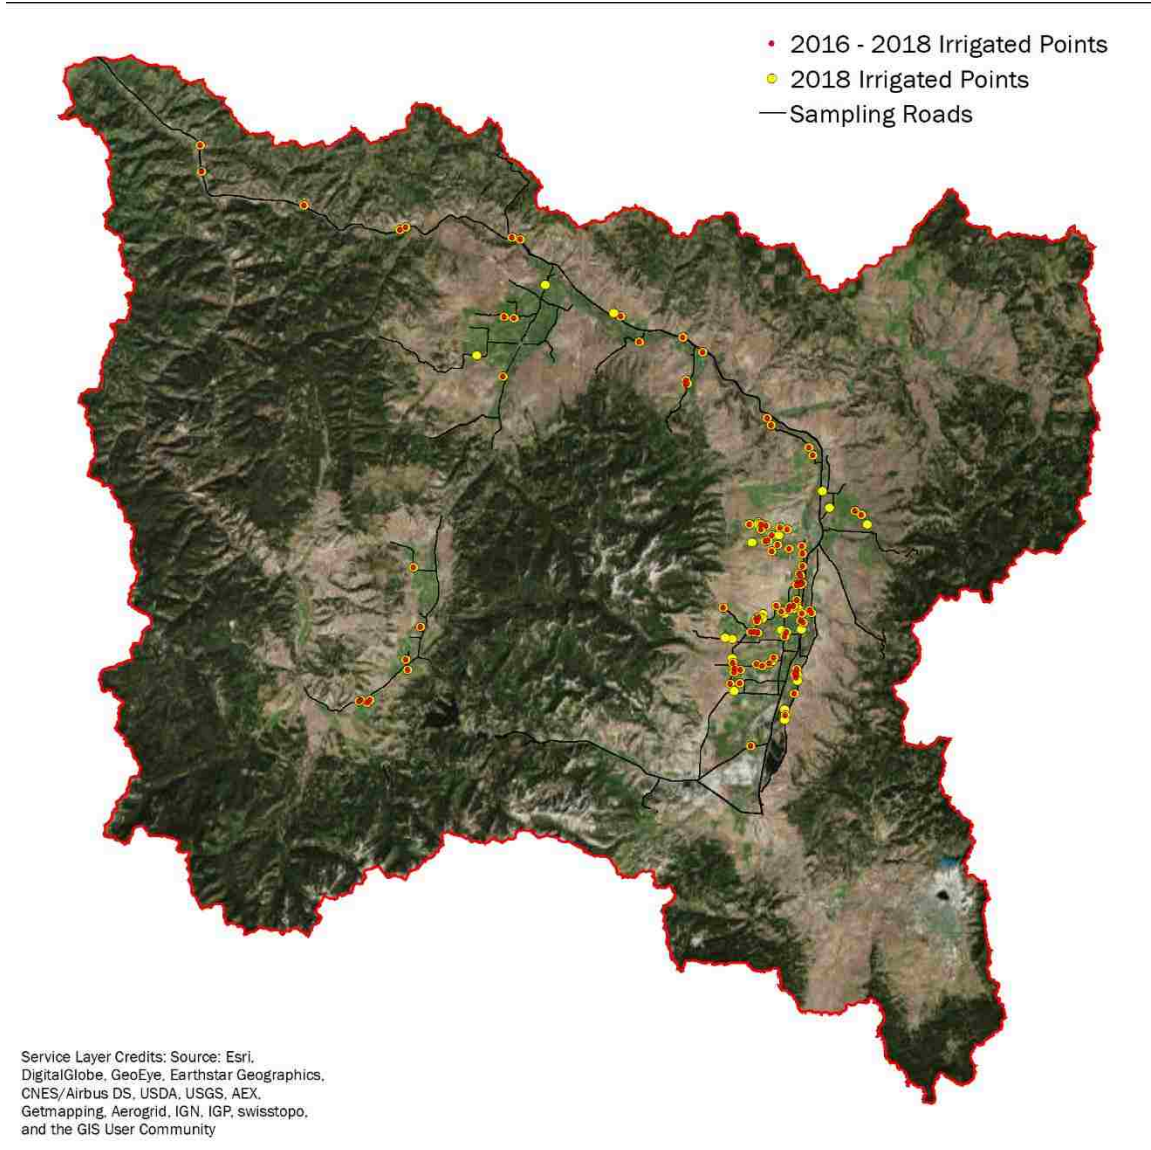 2016 - 2018 Irrigated Points
2018 Irrigated Points
Sampling Roads
Service Layer Credits: Source: Esri,
DigitalGlobe, GeoEye, Earthstar Geographics,
CNES/Airbus DS, USDA, USGS, AEX,
Getmapping, Aerogrid, IGN, IGP, swisstopo,
and the GIS User Community